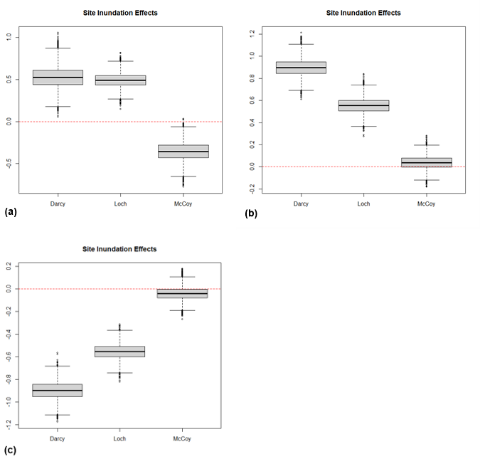 Site Inundation Effects
1.0
0.5
0.0
-0.5
Darcy Loch McCoy
(a)
Site Inundation Effects
1.2
1.0
0.8
0.6
0.4
0.2
0.0
-0.2
Darcy Loch McCoy
(b)
Site Inundation Effects
0.2
0.0
-0.2
-0.4
-0.6
-0.8
-1.0
-1.2
Darcy Loch McCoy
(c)